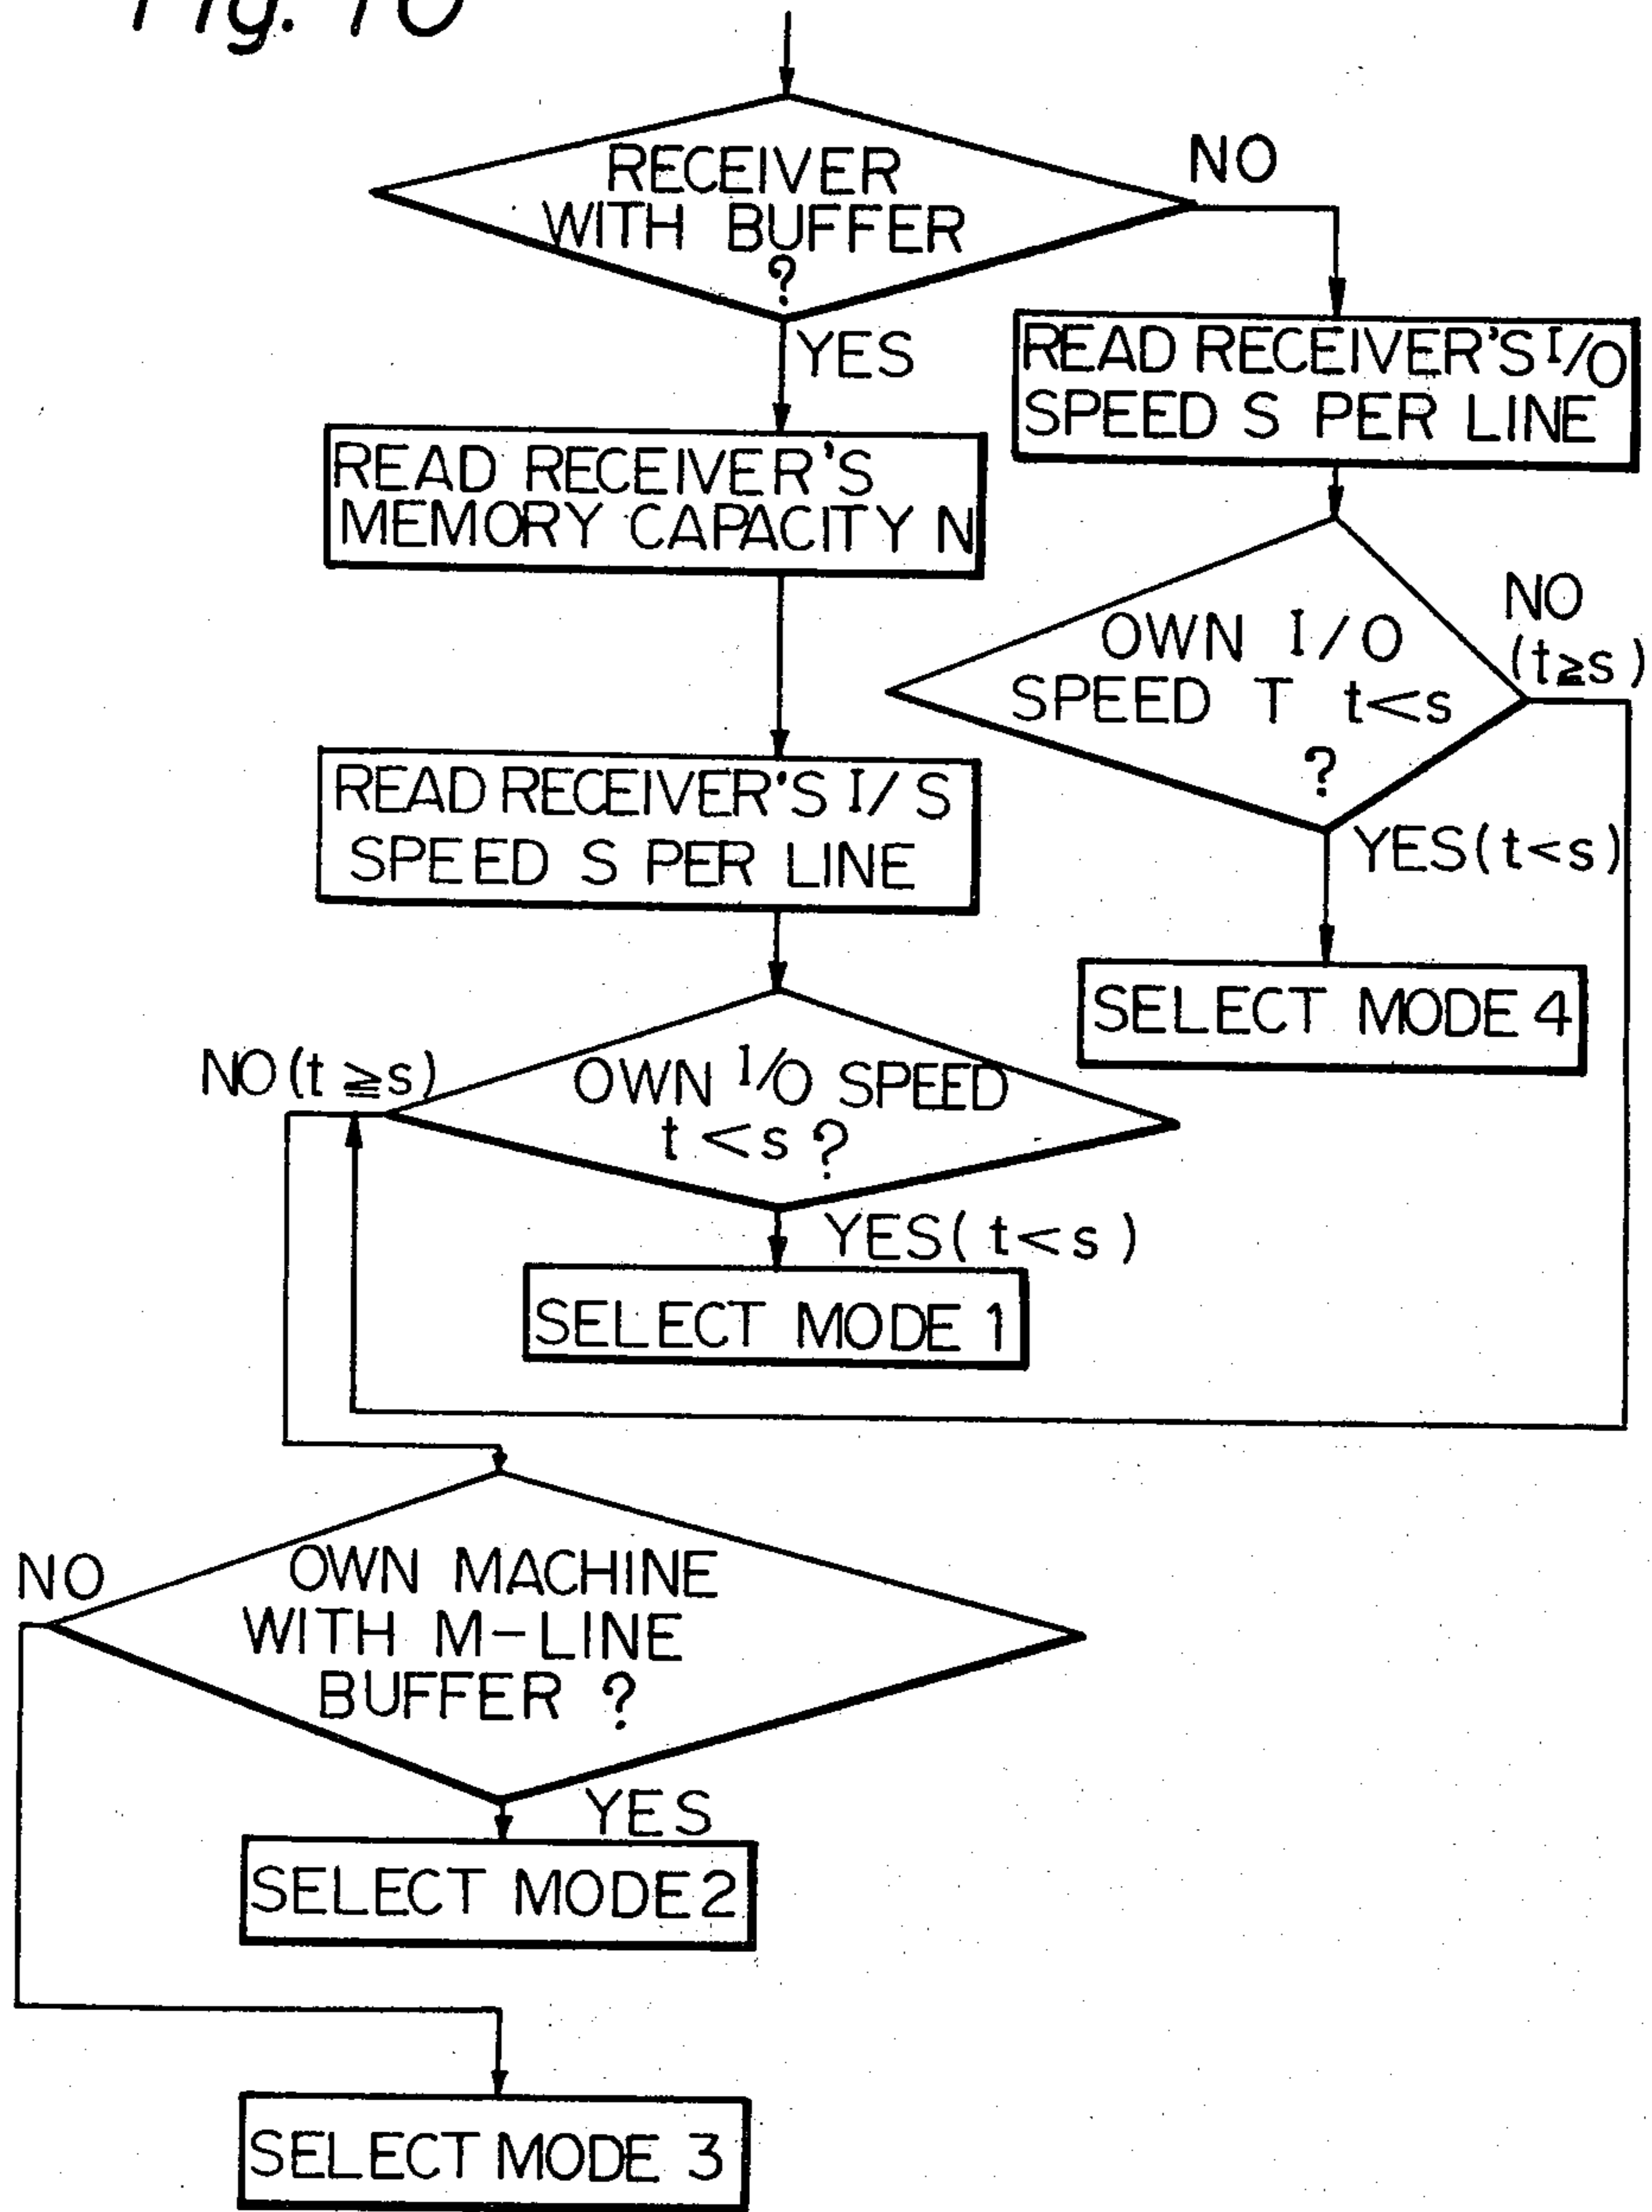 Fig. 10
RECEIVER
WITH BUFFER
?
NO
YES
READ RECEIVER'S I/O
SPEED S PER LINE
READ RECEIVER'S
MEMORY CAPACITY N
OWN I/O
SPEED T t<s
?
NO
(t≧s)
YES(t<s)
READ RECEIVER'S I/S
SPEED S PER LINE
SELECT MODE 4
NO(t≧s)
OWN I/O SPEED
t<s?
YES(t<s)
SELECT MODE 1
NO
OWN MACHINE
WITH M-LINE
BUFFER ?
YES
SELECT MODE 2
SELECT MODE 3